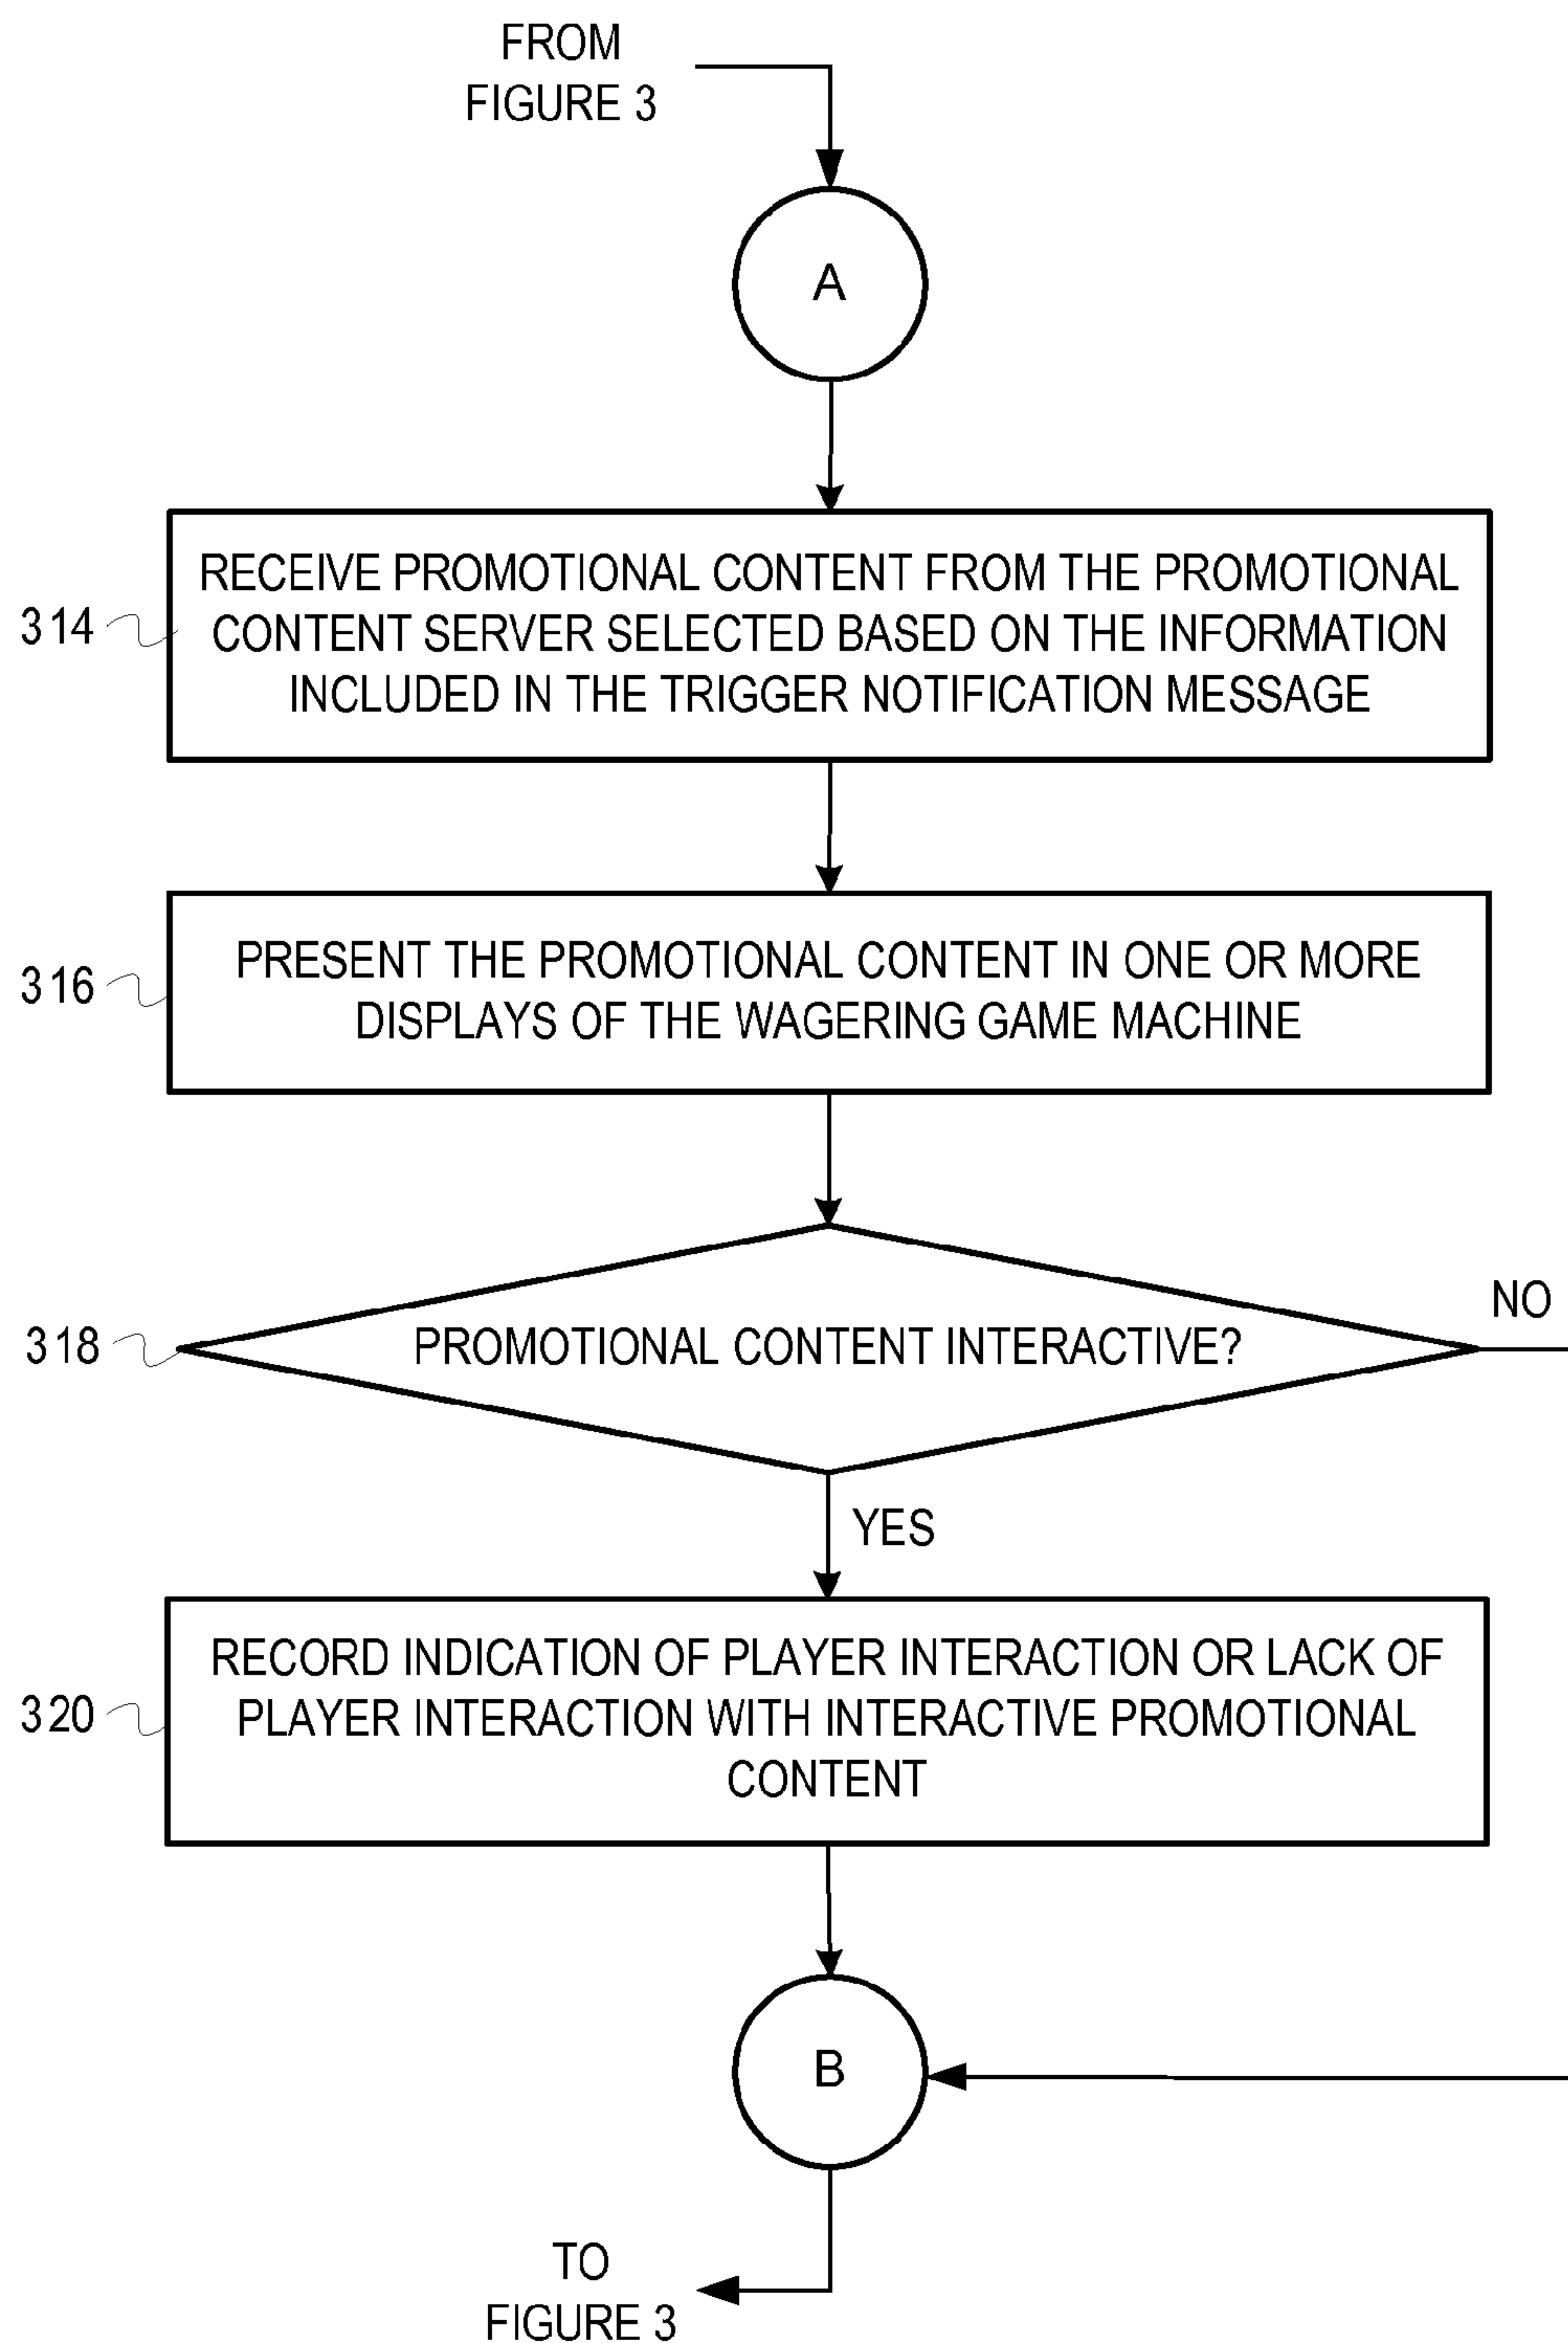 FROM
FIGURE 3
A
RECEIVE PROMOTIONAL CONTENT FROM THE PROMOTIONAL
314
CONTENT SERVER SELECTED BASED ON THE INFORMATION
INCLUDED IN THE TRIGGER NOTIFICATION MESSAGE
PRESENT THE PROMOTIONAL CONTENT IN ONE OR MORE
316
DISPLAYS OF THE WAGERING GAME MACHINE
NO
318
PROMOTIONAL CONTENT INTERACTIVE?
YES
RECORD INDICATION OF PLAYER INTERACTION OR LACK OF
320
PLAYER INTERACTION WITH INTERACTIVE PROMOTIONAL
CONTENT
B
TO
FIGURE 3